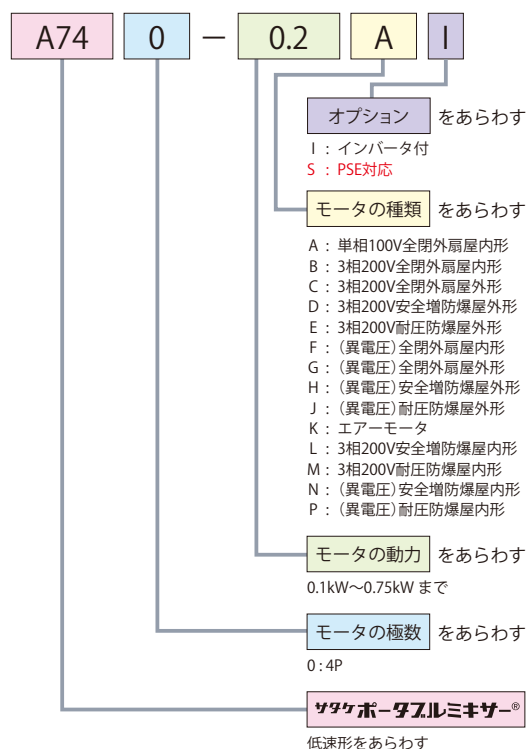 A74 0 － 0.2 A I
オプション をあらわす
I : インバータ付
S : PSE対応
モータの種類 をあらわす
A : 単相100V全閉外扇屋内形
B : 3相200V全閉外扇屋内形
C : 3相200V全閉外扇屋外形
D : 3相200V安全増防爆屋外形
E : 3相200V耐圧防爆屋外形
F : (異電圧)全閉外扇屋内形
G : (異電圧)全閉外扇屋外形
H : (異電圧)安全増防爆屋外形
J : (異電圧)耐圧防爆屋外形
K : エアーモータ
L : 3相200V安全増防爆屋内形
M : 3相200V耐圧防爆屋内形
N : (異電圧)安全増防爆屋内形
P : (異電圧)耐圧防爆屋内形
モータの動力 をあらわす
0.1kW～0.75kW まで
モータの極数 をあらわす
0 : 4P
サタケポータブルミキサー®
低速形をあらわす